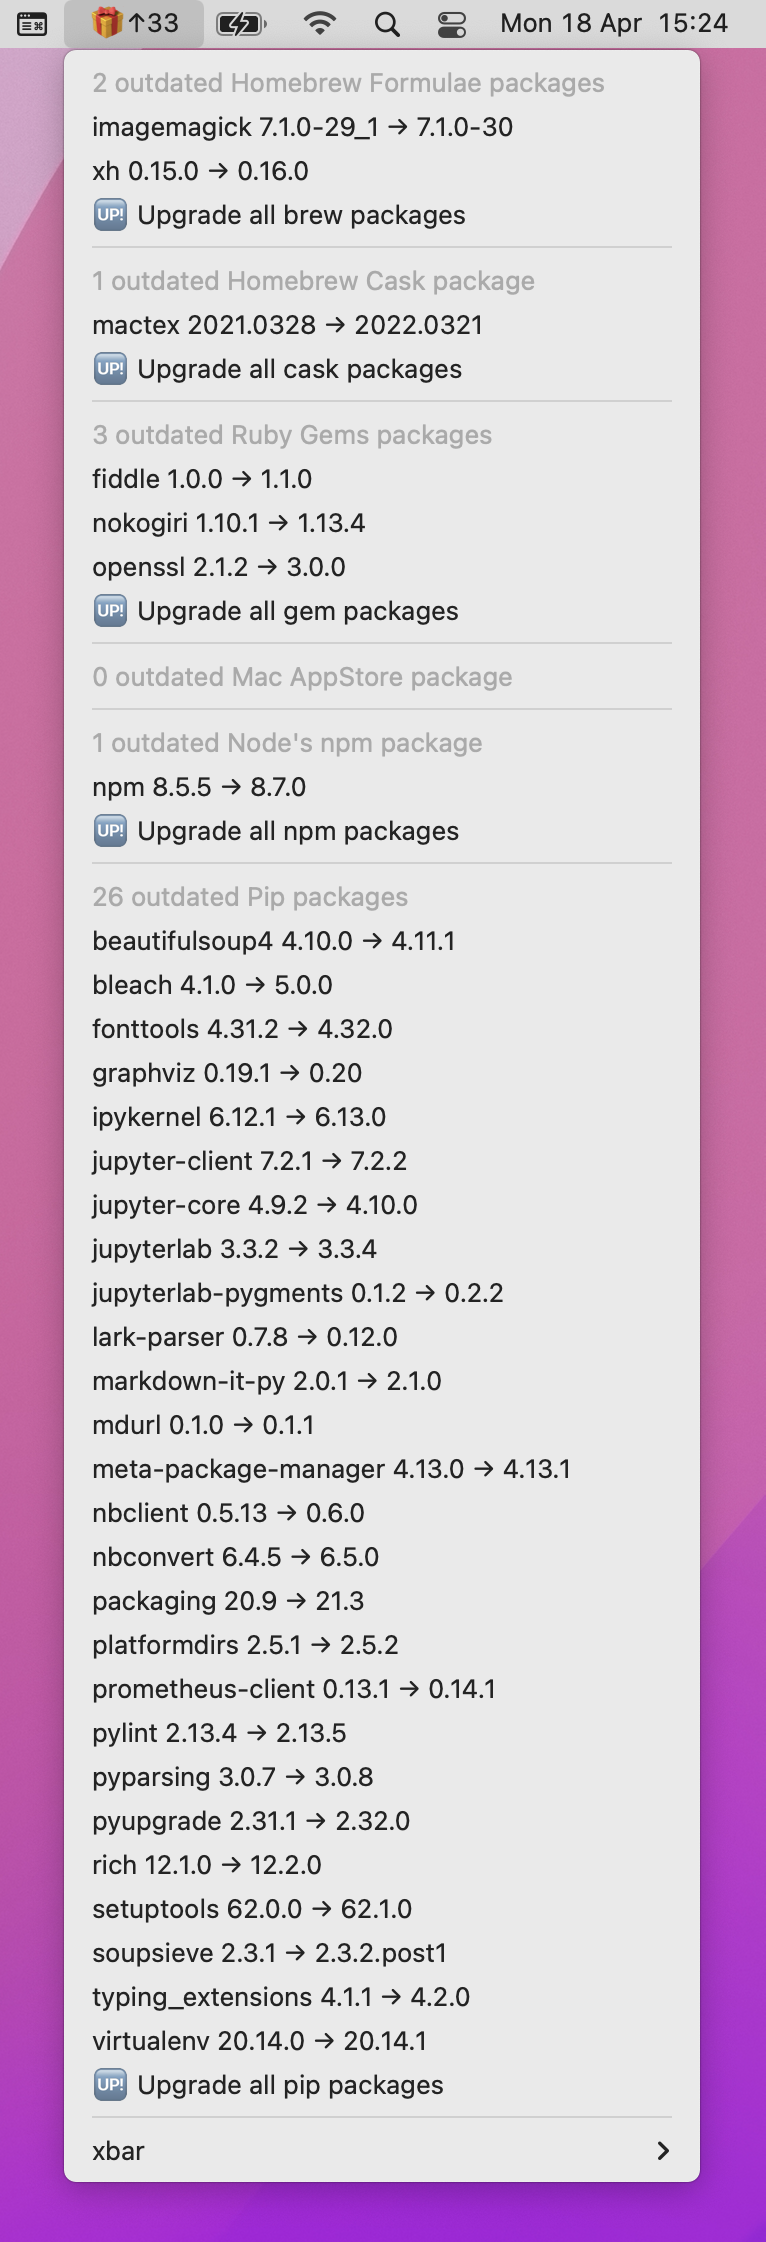 ↑33 Mon 18 Apr 15:24
2 outdated Homebrew Formulae packages
imagemagick 7.1.0-29_1 → 7.1.0-30
xh 0.15.0 → 0.16.0
UP! Upgrade all brew packages
1 outdated Homebrew Cask package
mactex 2021.0328 → 2022.0321
UP! Upgrade all cask packages
3 outdated Ruby Gems packages
fiddle 1.0.0 → 1.1.0
nokogiri 1.10.1 → 1.13.4
openssl 2.1.2 → 3.0.0
UP! Upgrade all gem packages
0 outdated Mac AppStore package
1 outdated Node's npm package
npm 8.5.5 → 8.7.0
UP! Upgrade all npm packages
26 outdated Pip packages
beautifulsoup4 4.10.0 → 4.11.1
bleach 4.1.0 → 5.0.0
fonttools 4.31.2 → 4.32.0
graphviz 0.19.1 → 0.20
ipykernel 6.12.1 → 6.13.0
jupyter-client 7.2.1 → 7.2.2
jupyter-core 4.9.2 → 4.10.0
jupyterlab 3.3.2 → 3.3.4
jupyterlab-pygments 0.1.2 → 0.2.2
lark-parser 0.7.8 → 0.12.0
markdown-it-py 2.0.1 → 2.1.0
mdurl 0.1.0 → 0.1.1
meta-package-manager 4.13.0 → 4.13.1
nbclient 0.5.13 → 0.6.0
nbconvert 6.4.5 → 6.5.0
packaging 20.9 → 21.3
platformdirs 2.5.1 → 2.5.2
prometheus-client 0.13.1 → 0.14.1
pylint 2.13.4 → 2.13.5
pyparsing 3.0.7 → 3.0.8
pyupgrade 2.31.1 → 2.32.0
rich 12.1.0 → 12.2.0
setuptools 62.0.0 → 62.1.0
soupsieve 2.3.1 → 2.3.2.post1
typing_extensions 4.1.1 → 4.2.0
virtualenv 20.14.0 → 20.14.1
UP! Upgrade all pip packages
xbar